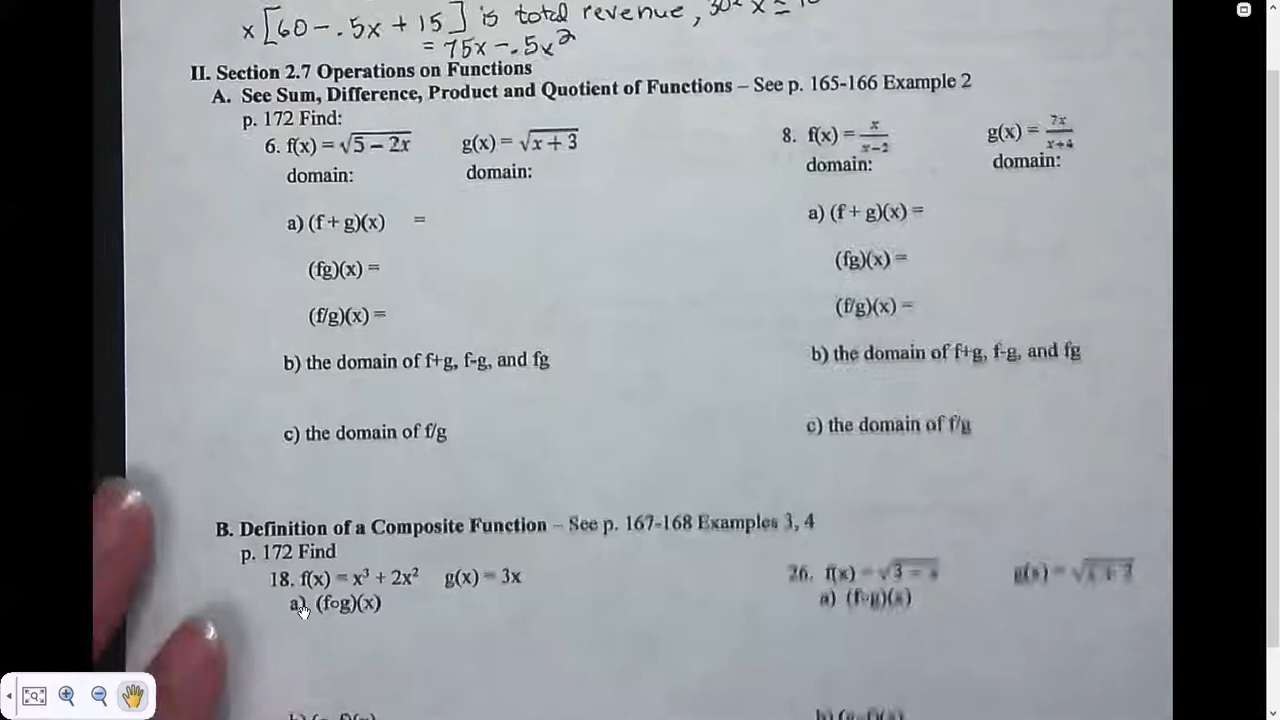 x[60 - .5x + 15] is total revenue,
= 75x - .5x²
II. Section 2.7 Operations on Functions
A. See Sum, Difference, Product and Quotient of Functions – See p. 165-166 Example 2
p. 172 Find:
6. f(x) = √5 – 2x g(x) = √x + 3 8. f(x) = x/x–2 g(x) = 7x/x+4
domain: domain: domain: domain:
a) (f + g)(x) = a) (f + g)(x) =
(fg)(x) = (fg)(x) =
(f/g)(x) = (f/g)(x) =
b) the domain of f+g, f-g, and fg b) the domain of f+g, f-g, and fg
c) the domain of f/g c) the domain of f/g
B. Definition of a Composite Function – See p. 167-168 Examples 3, 4
p. 172 Find
18. f(x) = x³ + 2x² g(x) = 3x 26. f(x) = g(x) =
a) (f∘g)(x) a) (f∘g)(x)